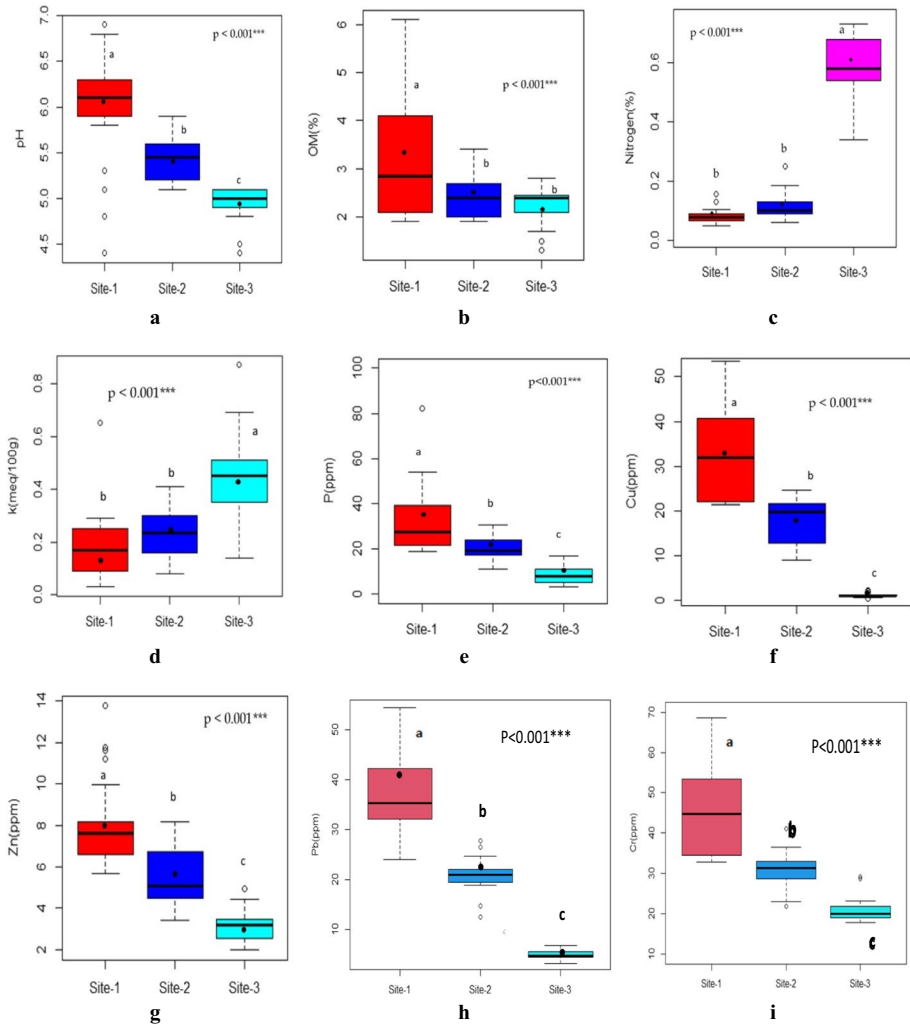 7.0
6.5
6.0
5.5
5.0
4.5
pH
p < 0.001***
a
b
c
Site-1 Site-2 Site-3
a
6
5
4
3
2
OM(%)
p < 0.001***
a
b
b
Site-1 Site-2 Site-3
b
0.6
0.4
0.2
0.0
Nitrogen(%)
p < 0.001***
b
b
a
Site-1 Site-2 Site-3
c
0.8
0.6
0.4
0.2
0.0
k(meq/100g)
p < 0.001***
b
b
a
Site-1 Site-2 Site-3
d
100
80
60
40
20
0
P(ppm)
p<0.001***
a
b
c
Site-1 Site-2 Site-3
e
50
40
30
20
10
0
Cu(ppm)
p < 0.001***
a
b
c
Site-1 Site-2 Site-3
f
14
12
10
8
6
4
2
Zn(ppm)
p < 0.001***
a
b
c
Site-1 Site-2 Site-3
g
50
40
30
20
10
Pb(ppm)
P<0.001***
a
b
c
Site-1 Site-2 Site-3
h
70
60
50
40
30
20
10
Cr(ppm)
P<0.001***
a
b
c
Site-1 Site-2 Site-3
i